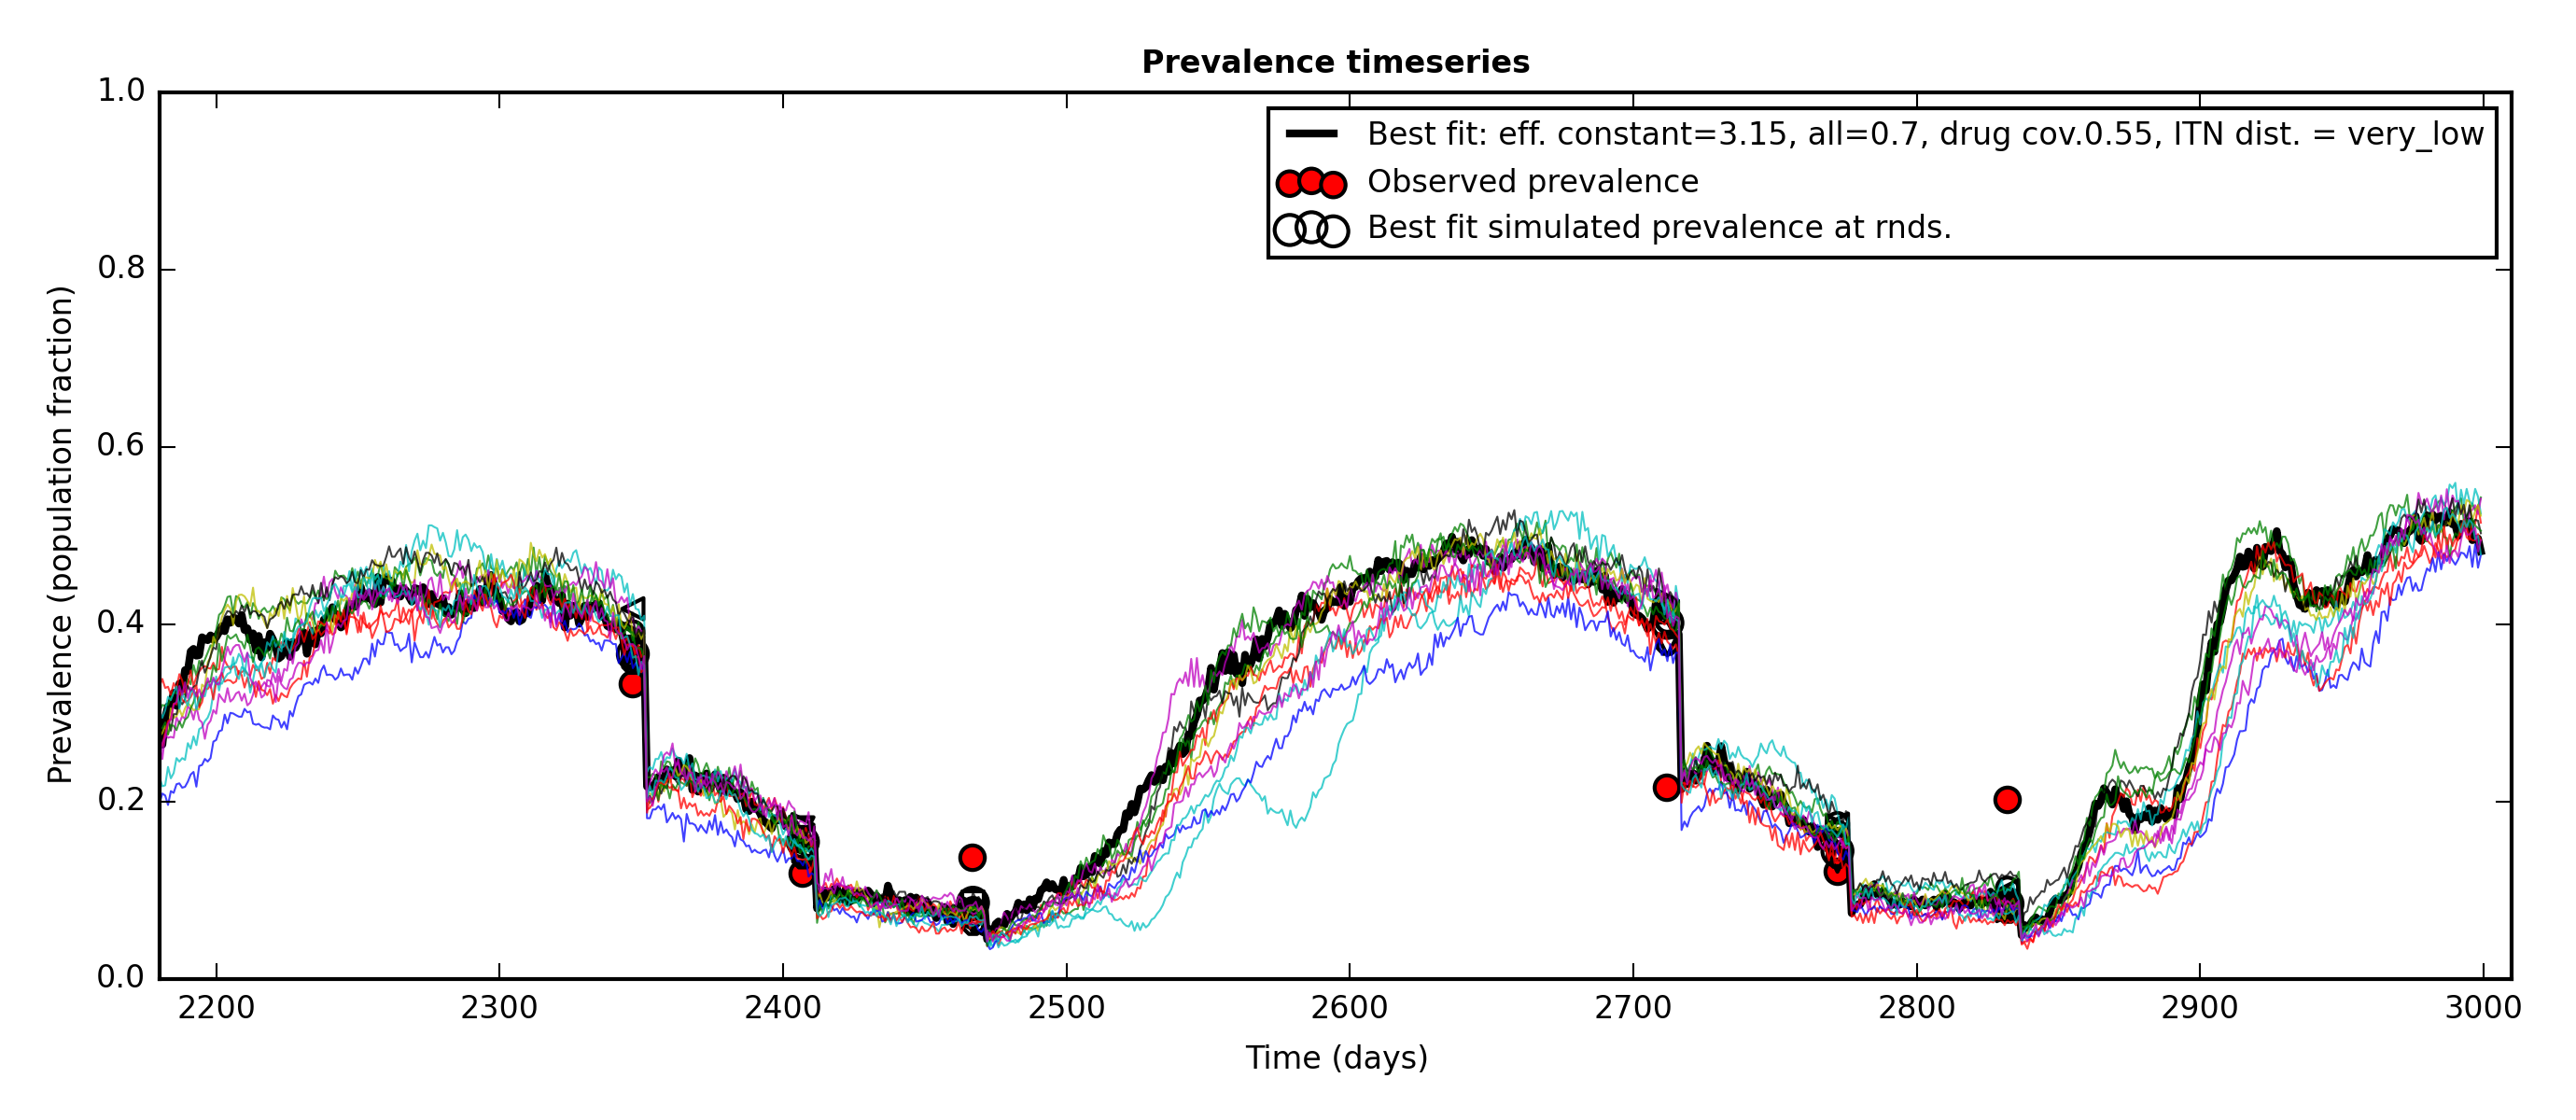 Prevalence timeseries
1.0
0.8
0.6
0.4
0.2
0.0
Prevalence (population fraction)
Best fit: eff. constant=3.15, all=0.7, drug cov.0.55, ITN dist. = very_low
Observed prevalence
Best fit simulated prevalence at rnds.
2200 2300 2400 2500 2600 2700 2800 2900 3000
Time (days)